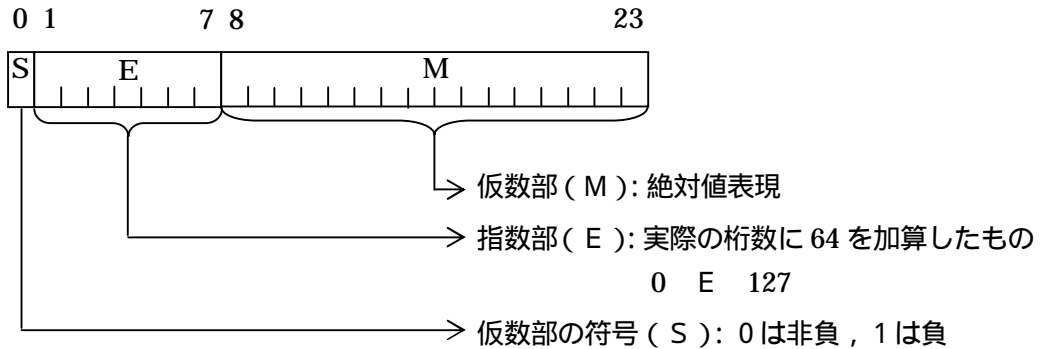 0 1 7 8 23
S E M
仮数部(M): 絶対値表現
指数部(E): 実際の桁数に 64 を加算したもの
0 E 127
仮数部の符号(S): 0は非負,1は負